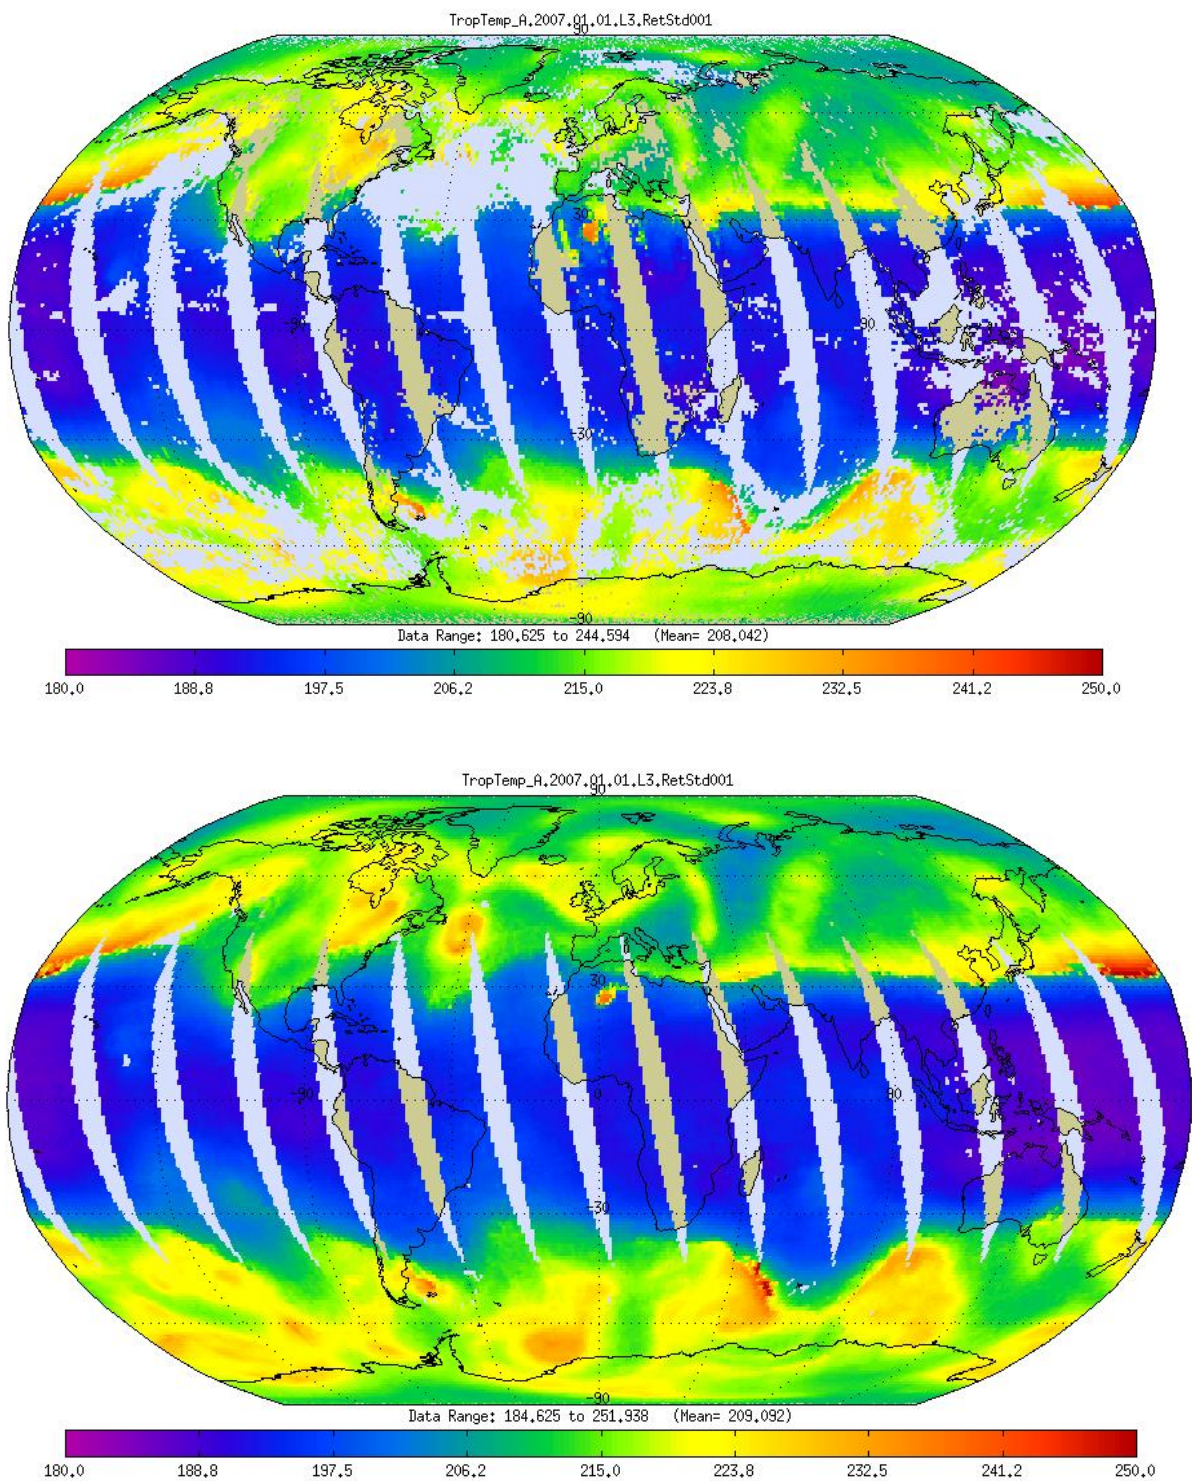 TropTemp_A.2007.01.01.L3.RetStd001
90
30
-90
0
90
-30
-90
Data Range: 180.625 to 244.594 (Mean= 208.042)
180.0 188.8 197.5 206.2 215.0 223.8 232.5 241.2 250.0
TropTemp_A.2007.01.01.L3.RetStd001
90
30
-90
0
90
-30
-90
Data Range: 184.625 to 251.938 (Mean= 209.092)
180.0 188.8 197.5 206.2 215.0 223.8 232.5 241.2 250.0